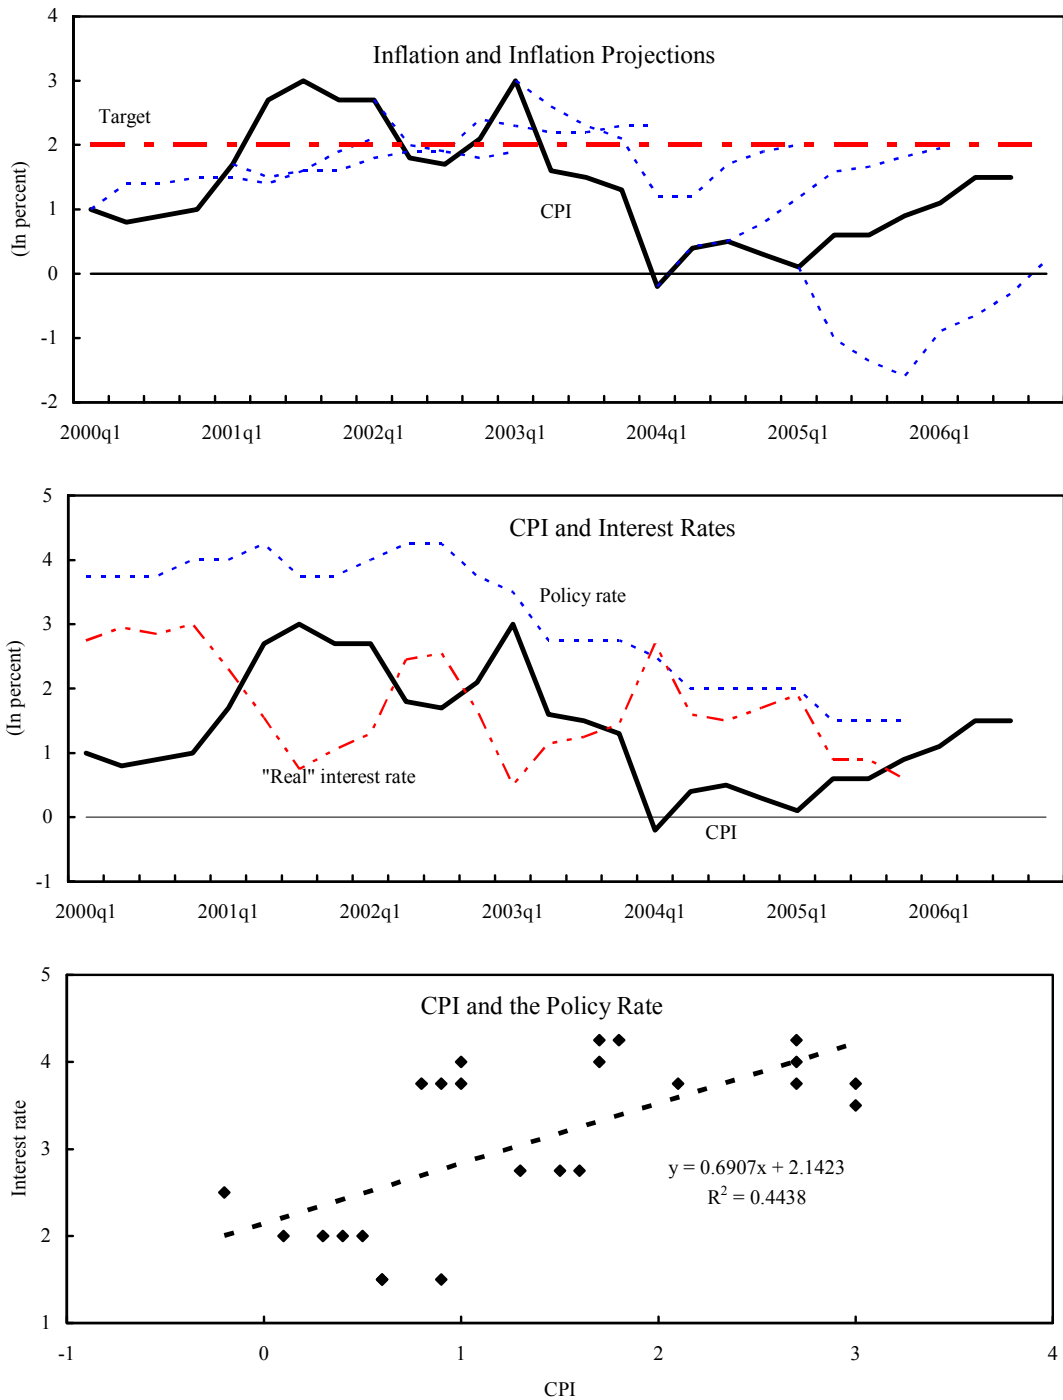 Inflation and Inflation Projections
(In percent)
4
3
2
1
0
-1
-2
Target
CPI
2000q1 2001q1 2002q1 2003q1 2004q1 2005q1 2006q1
CPI and Interest Rates
(In percent)
5
4
3
2
1
0
-1
Policy rate
"Real" interest rate
CPI
2000q1 2001q1 2002q1 2003q1 2004q1 2005q1 2006q1
CPI and the Policy Rate
Interest rate
5
4
3
2
1
y = 0.6907x + 2.1423
R² = 0.4438
-1 0 1 2 3 4
CPI